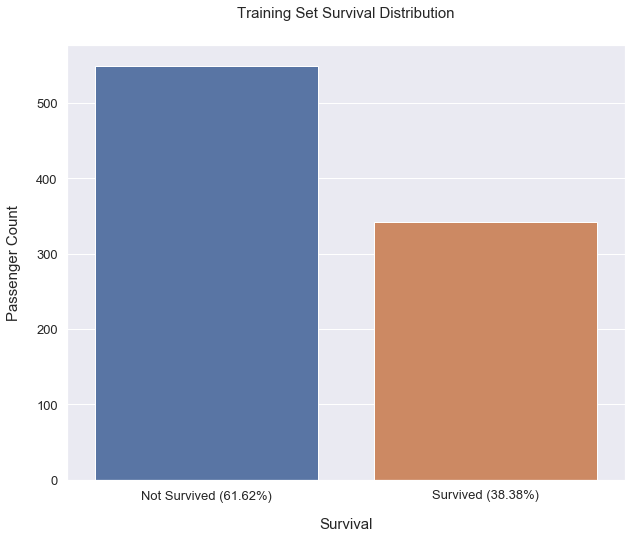 Training Set Survival Distribution
Passenger Count
500
400
300
200
100
0
Not Survived (61.62%) Survived (38.38%)
Survival